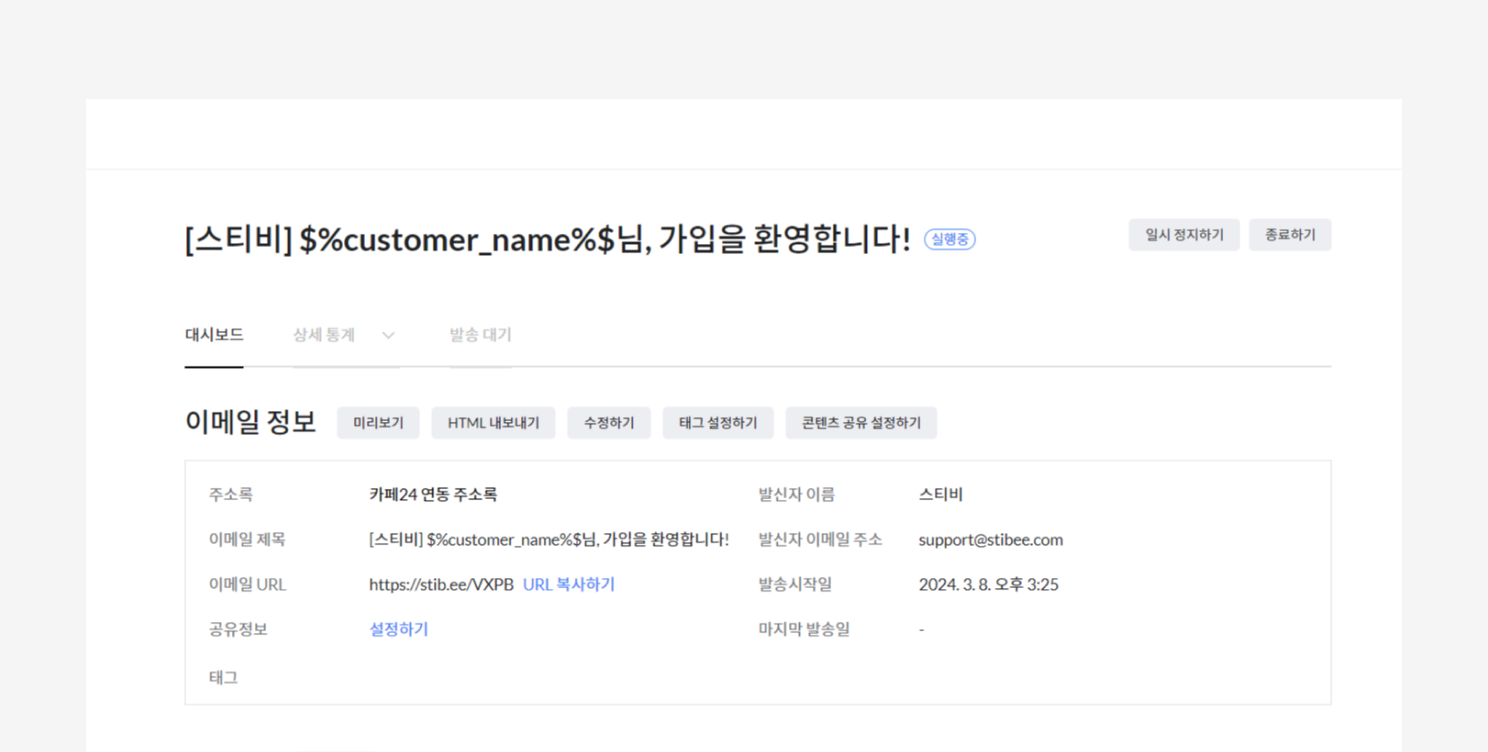 [스티비] $%customer_name%$님, 가입을 환영합니다! 실행중 일시 정지하기 종료하기
대시보드 상세 통계 발송 대기
이메일 정보 미리보기 HTML 내보내기 수정하기 태그 설정하기 콘텐츠 공유 설정하기
주소록 카페24 연동 주소록 발신자 이름 스티비
이메일 제목 [스티비] $%customer_name%$님, 가입을 환영합니다! 발신자 이메일 주소 support@stibee.com
이메일 URL https://stib.ee/VXPB URL 복사하기 발송시작일 2024. 3. 8. 오후 3:25
공유정보 설정하기 마지막 발송일 -
태그